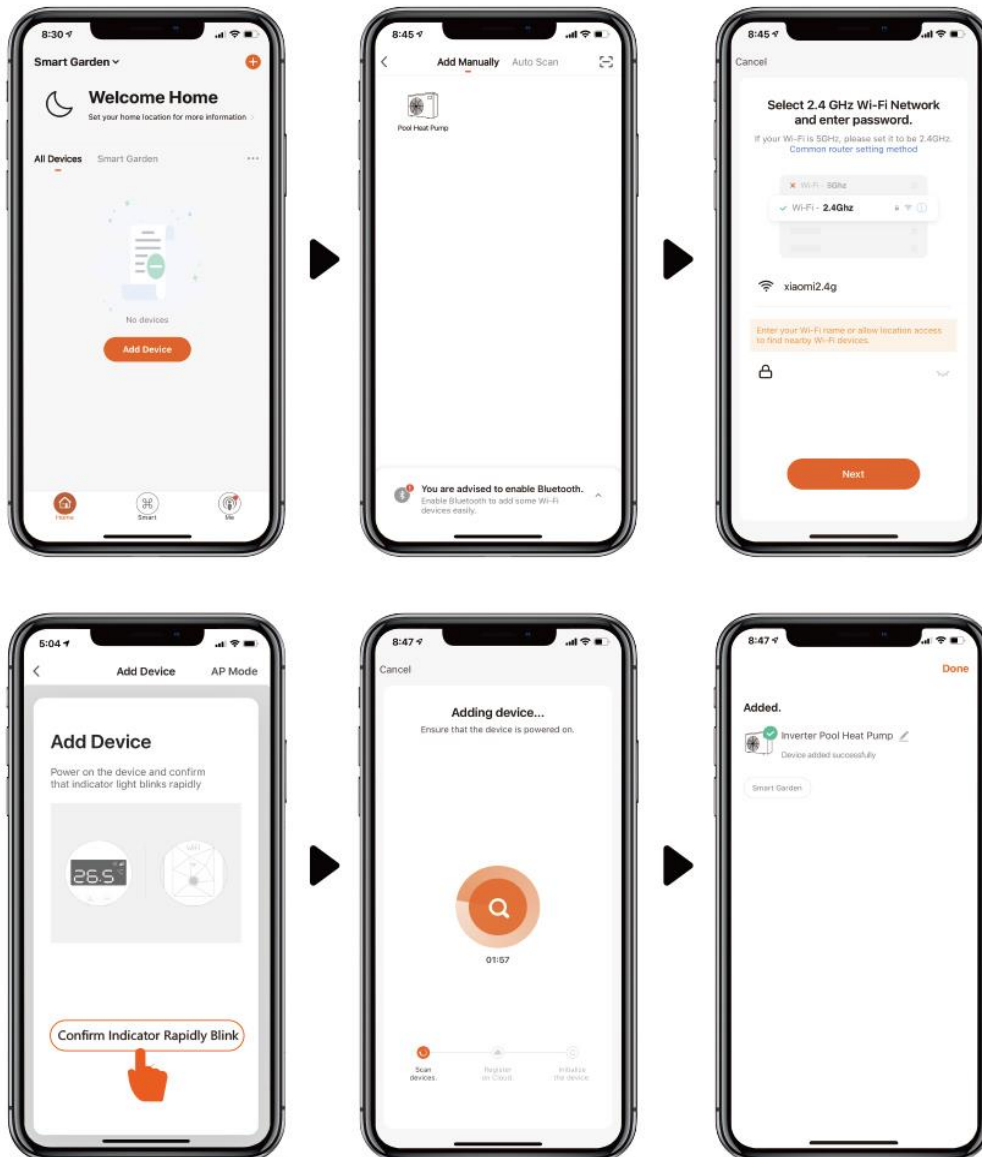 8:30
Smart Garden
Welcome Home
Set your home location for more information
All Devices Smart Garden
No devices
Add Device
Home Smart Me
8:45
Add Manually Auto Scan
Pool Heat Pump
You are advised to enable Bluetooth.
Enable Bluetooth to add some Wi-Fi
devices easily.
8:45
Cancel
Select 2.4 GHz Wi-Fi Network
and enter password.
If your Wi-Fi is 5GHz, please set it to be 2.4GHz.
Common router setting method
Wi-Fi - 5Ghz
Wi-Fi - 2.4Ghz
xiaomi2.4g
Enter your Wi-Fi name or allow location access
to find nearby Wi-Fi devices.
Next
5:04
Add Device AP Mode
Add Device
Power on the device and confirm
that indicator light blinks rapidly
26.5
Confirm Indicator Rapidly Blink
8:47
Cancel
Adding device...
Ensure that the device is powered on.
01:57
Scan
devices.
Register
on Cloud.
Initialize
the device.
8:47
Done
Added.
Inverter Pool Heat Pump
Device added successfully
Smart Garden